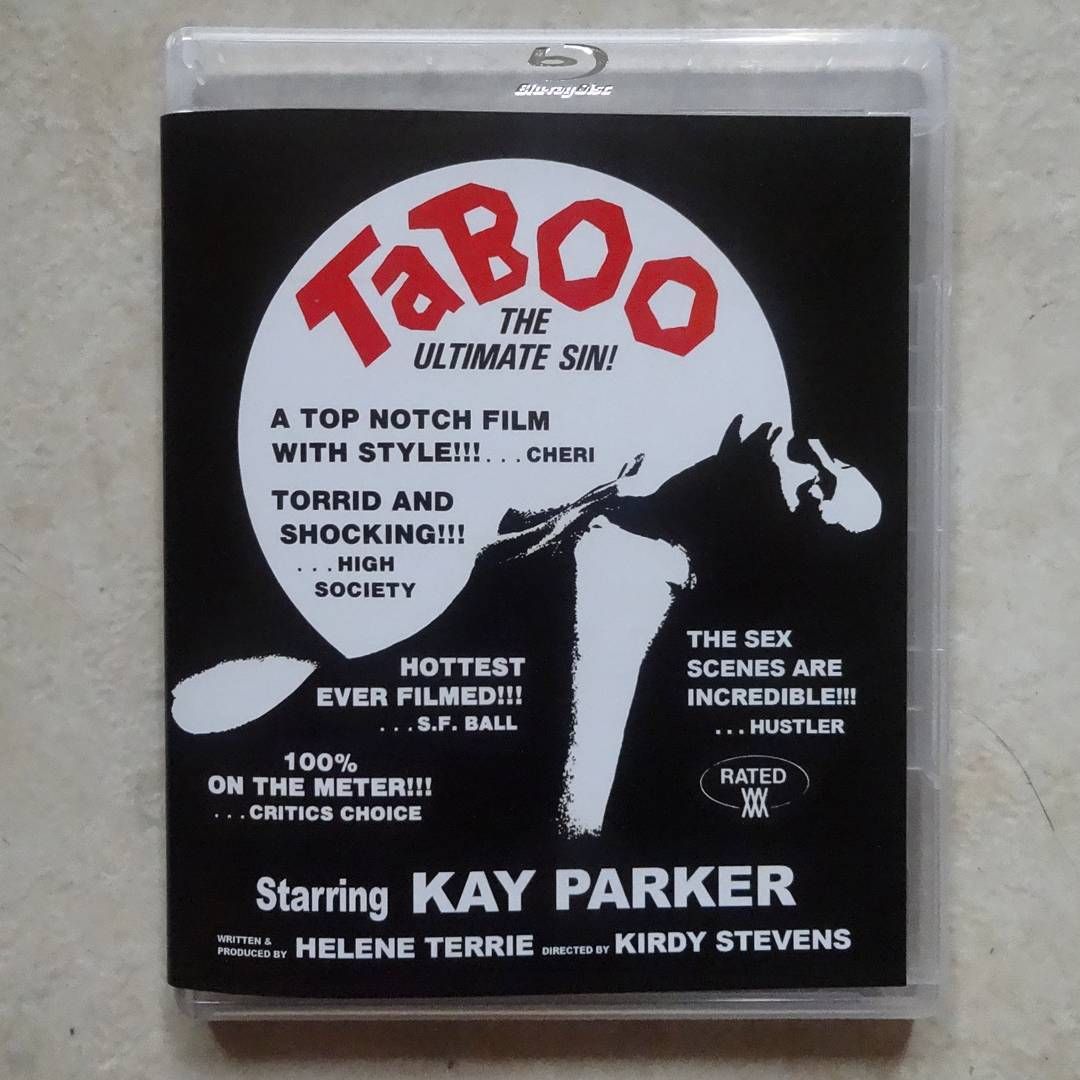 Blu-ray Disc
TaBOO
THE
ULTIMATE SIN!
A TOP NOTCH FILM
WITH STYLE!!!...CHERI
TORRID AND
SHOCKING!!!
...HIGH
SOCIETY
HOTTEST
EVER FILMED!!!
...S.F. BALL
100%
ON THE METER!!!
...CRITICS CHOICE
THE SEX
SCENES ARE
INCREDIBLE!!!
...HUSTLER
RATED
XXX
Starring KAY PARKER
WRITTEN &
PRODUCED BY HELENE TERRIE DIRECTED BY KIRDY STEVENS